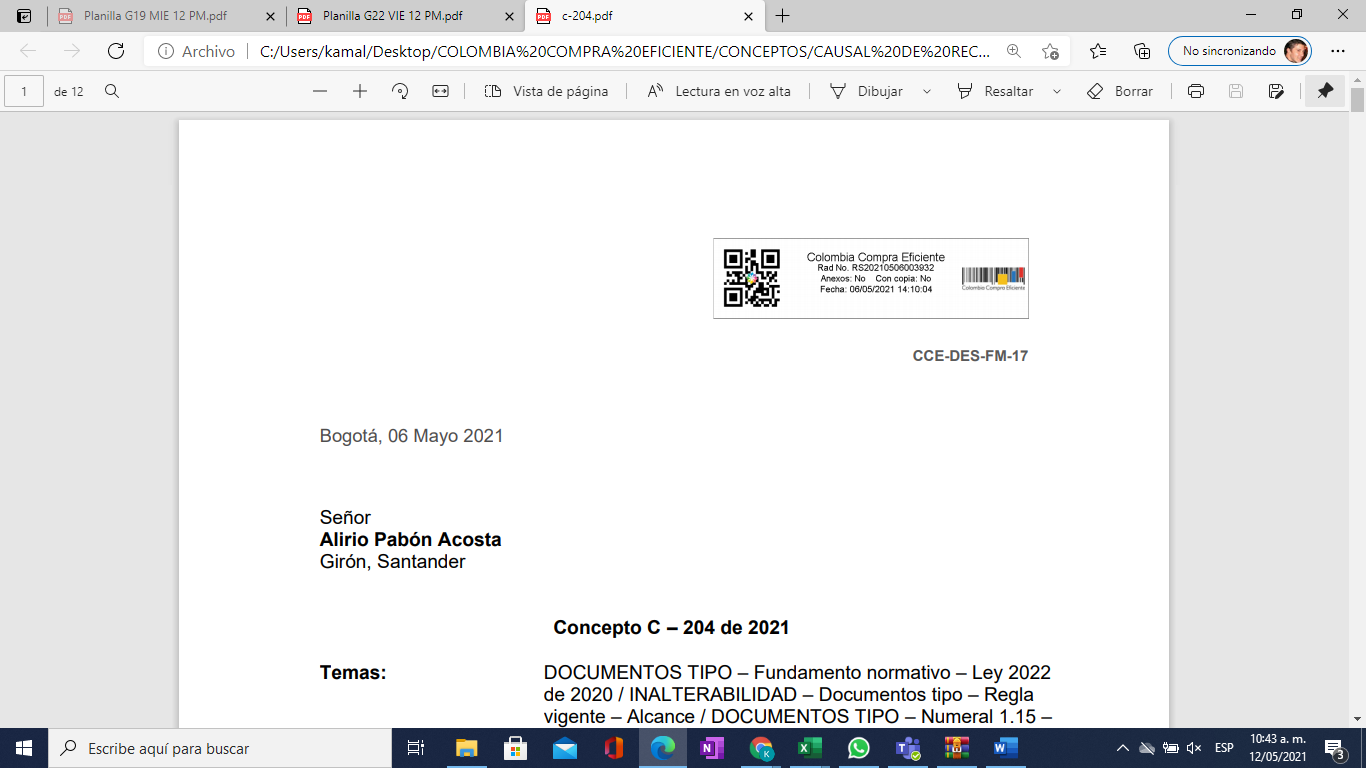 Planilla G19 MIE 12 PM.pdf
Planilla G22 VIE 12 PM.pdf
c-204.pdf
Archivo
C:/Users/kamal/Desktop/COLOMBIA%20COMPRA%20EFICIENTE/CONCEPTOS/CAUSAL%20DE%20REC...
No sincronizando
1
de 12
Vista de página
Lectura en voz alta
Dibujar
Resaltar
Borrar
Colombia Compra Eficiente
Rad No. RS20210506003932
Anexos: No Con copia: No
Fecha: 06/05/2021 14:10:04
Colombia Compra Eficiente
CCE-DES-FM-17
Bogotá, 06 Mayo 2021
Señor
Alirio Pabón Acosta
Girón, Santander
Concepto C – 204 de 2021
Temas:
DOCUMENTOS TIPO – Fundamento normativo – Ley 2022
de 2020 / INALTERABILIDAD – Documentos tipo – Regla
vigente – Alcance / DOCUMENTOS TIPO – Numeral 1.15 –
Escribe aquí para buscar
ESP
10:43 a. m.
12/05/2021
3